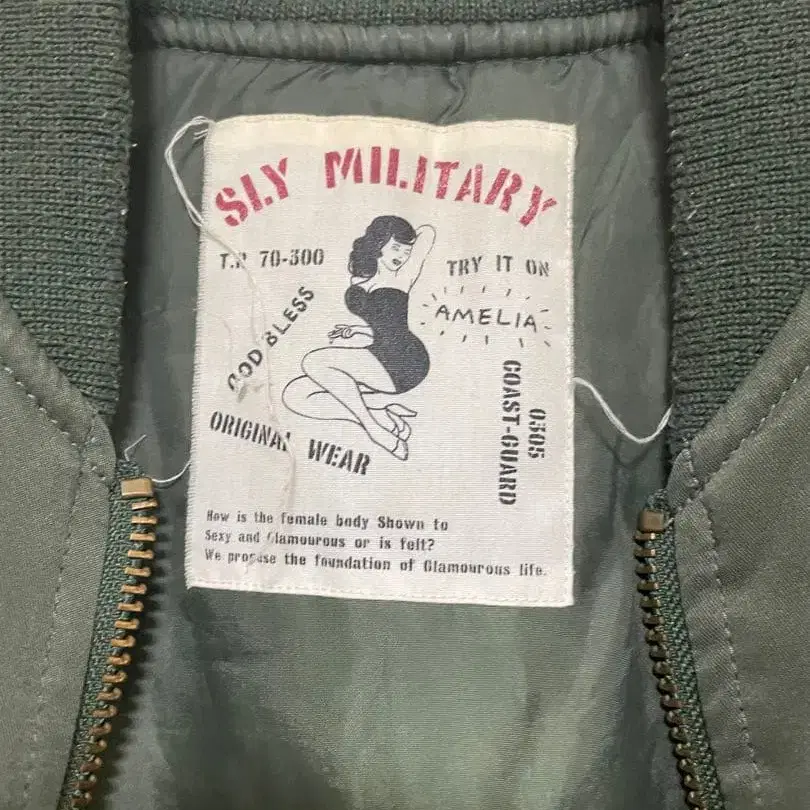 SLY MILITARY
T.P 70-300
TRY IT ON
AMELIA
GOD BLESS
0305
COAST-GUARD
ORIGINAL WEAR
How is the female body Shown to
Sexy and Glamourous or is felt?
We propose the foundation of Glamourous life.